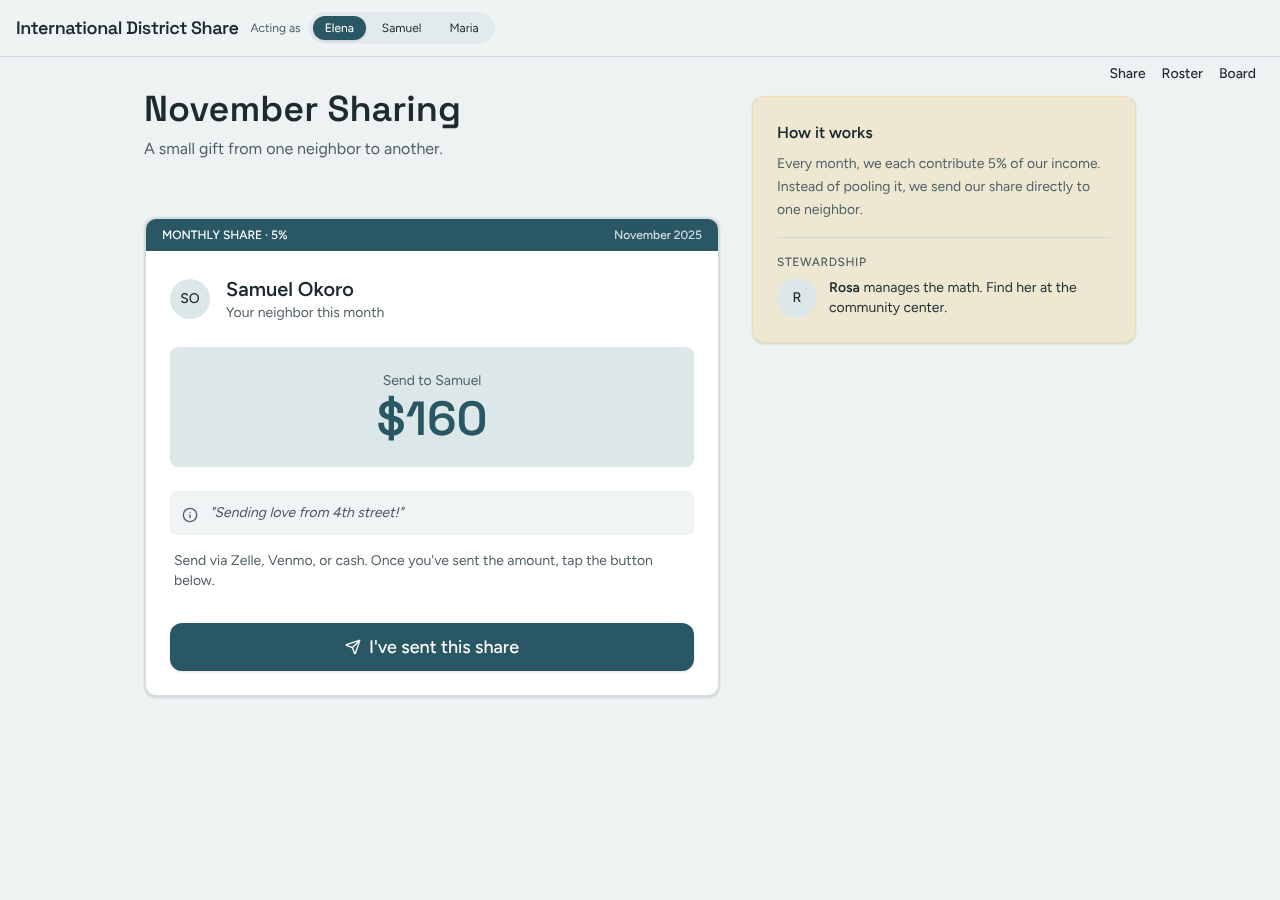 International District Share
Acting as
Elena
Samuel
Maria
Share
Roster
Board
November Sharing
A small gift from one neighbor to another.
MONTHLY SHARE · 5%
November 2025
SO
Samuel Okoro
Your neighbor this month
Send to Samuel
$160
"Sending love from 4th street!"
Send via Zelle, Venmo, or cash. Once you've sent the amount, tap the button
below.
I've sent this share
How it works
Every month, we each contribute 5% of our income.
Instead of pooling it, we send our share directly to
one neighbor.
STEWARDSHIP
R
Rosa manages the math. Find her at the
community center.